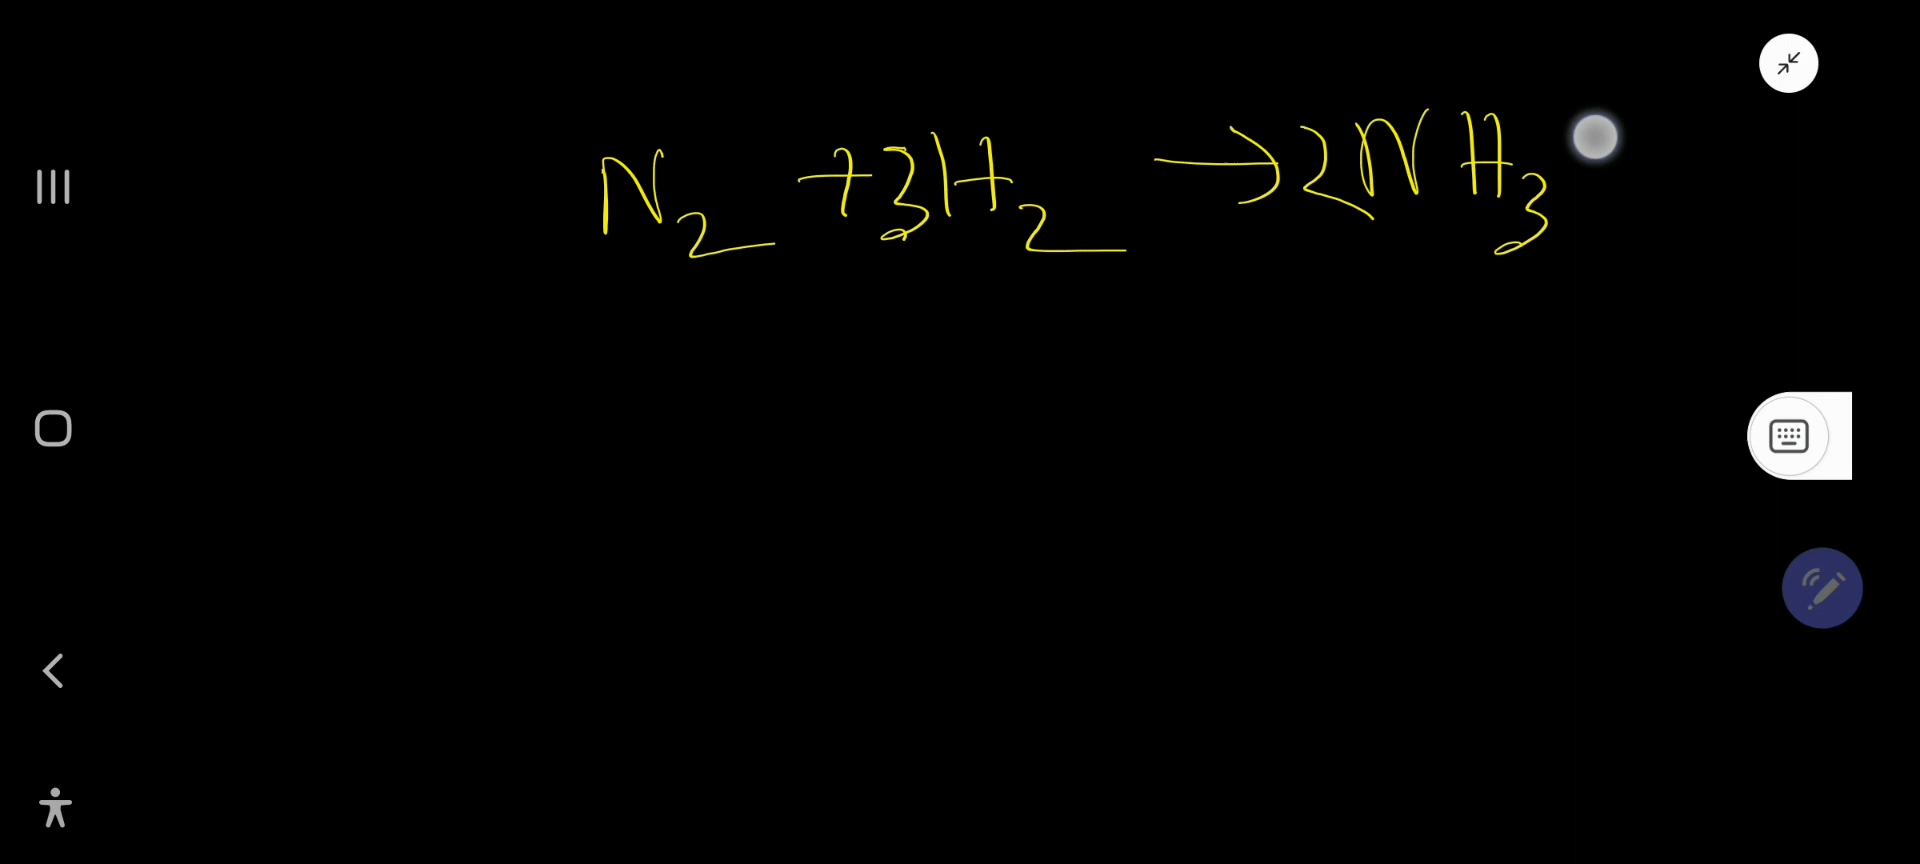 N₂ + 3H₂ → 2NH₃